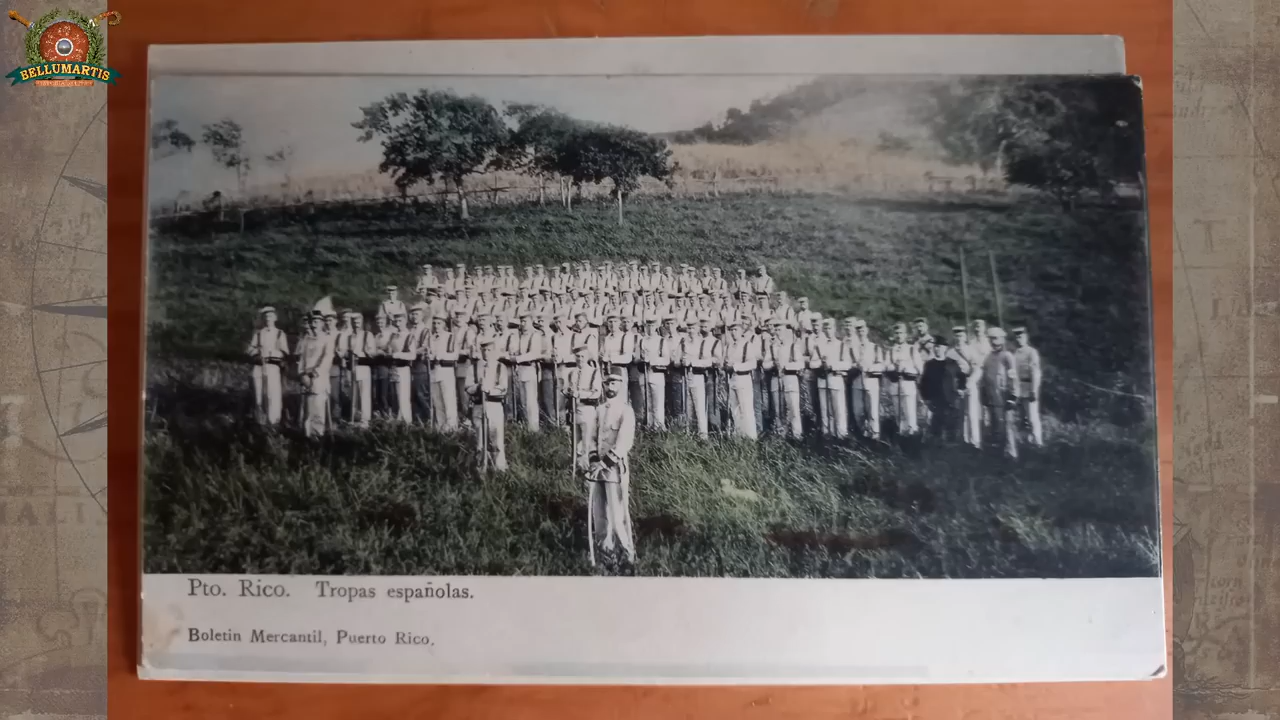 BELLUMARTIS
Pto. Rico. Tropas españolas.
Boletin Mercantil, Puerto Rico.